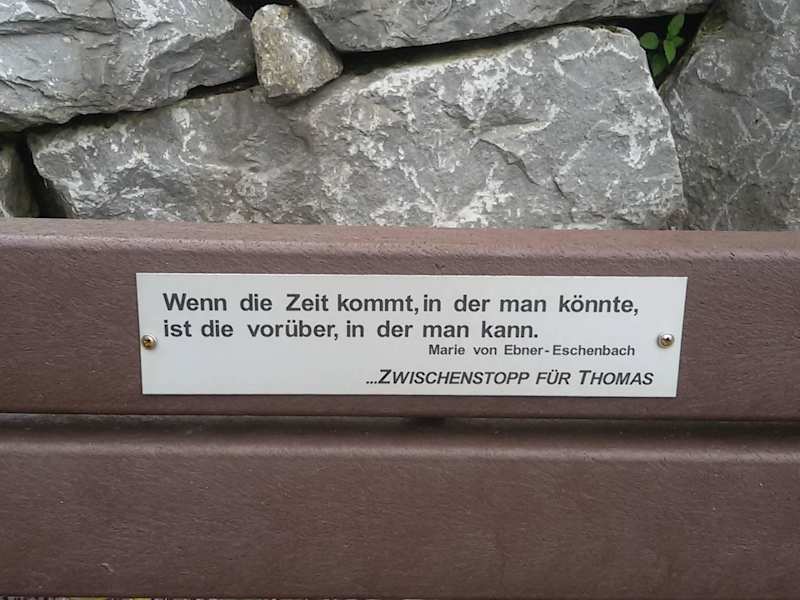 Wenn die Zeit kommt, in der man könnte,
ist die vorüber, in der man kann.
Marie von Ebner-Eschenbach
...ZWISCHENSTOPP FÜR THOMAS